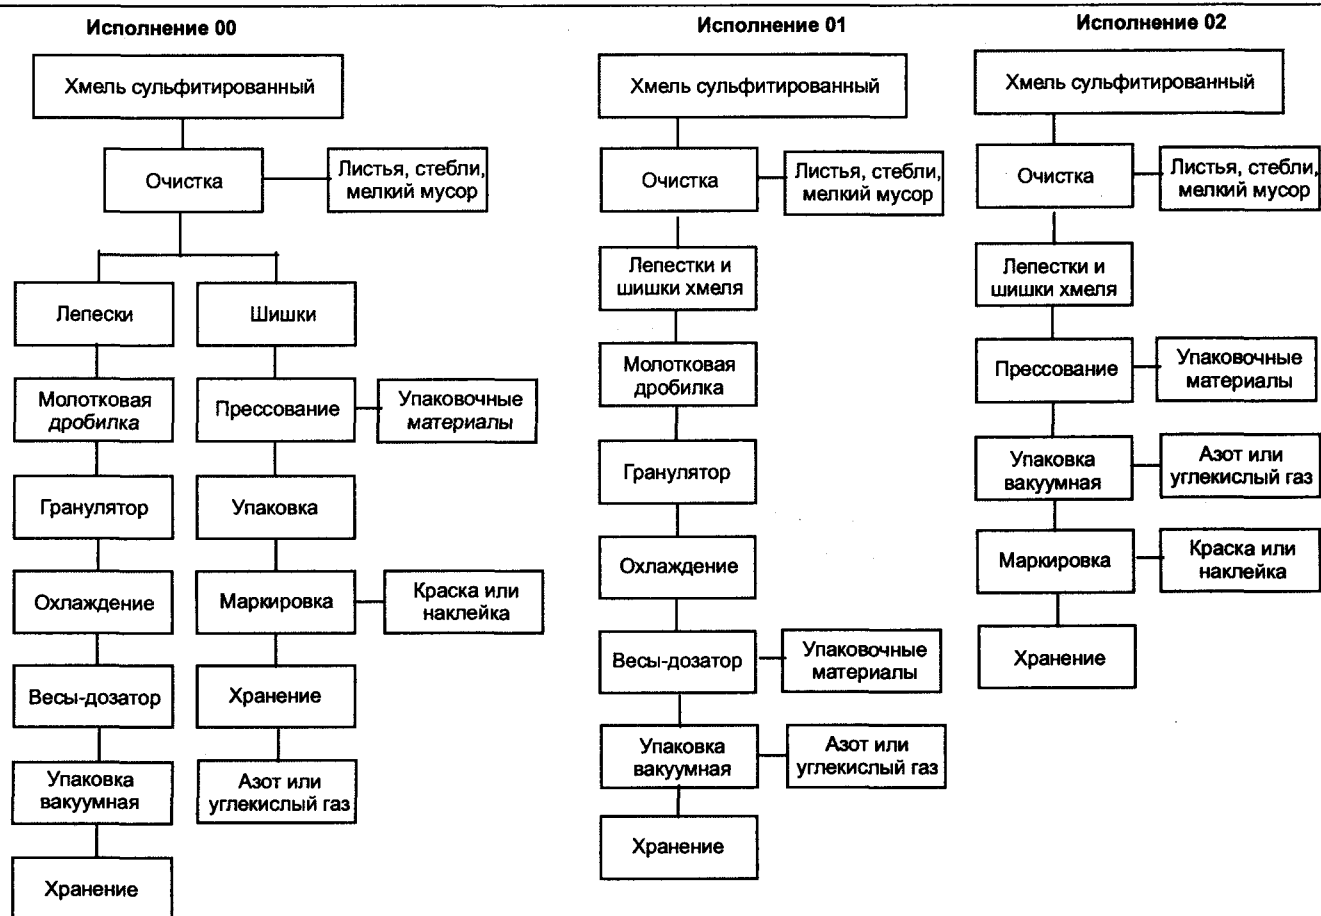 Исполнение 00
Хмель сульфитированный
Очистка
Листья, стебли,
мелкий мусор
Лепески
Шишки
Молотковая
дробилка
Прессование
Упаковочные
материалы
Гранулятор
Упаковка
Охлаждение
Маркировка
Краска или
наклейка
Весы-дозатор
Хранение
Упаковка
вакуумная
Азот или
углекислый газ
Хранение
Исполнение 01
Хмель сульфитированный
Очистка
Листья, стебли,
мелкий мусор
Лепестки и
шишки хмеля
Молотковая
дробилка
Гранулятор
Охлаждение
Весы-дозатор
Упаковочные
материалы
Упаковка
вакуумная
Азот или
углекислый газ
Хранение
Исполнение 02
Хмель сульфитированный
Очистка
Листья, стебли,
мелкий мусор
Лепестки и
шишки хмеля
Прессование
Упаковочные
материалы
Упаковка
вакуумная
Азот или
углекислый газ
Маркировка
Краска или
наклейка
Хранение